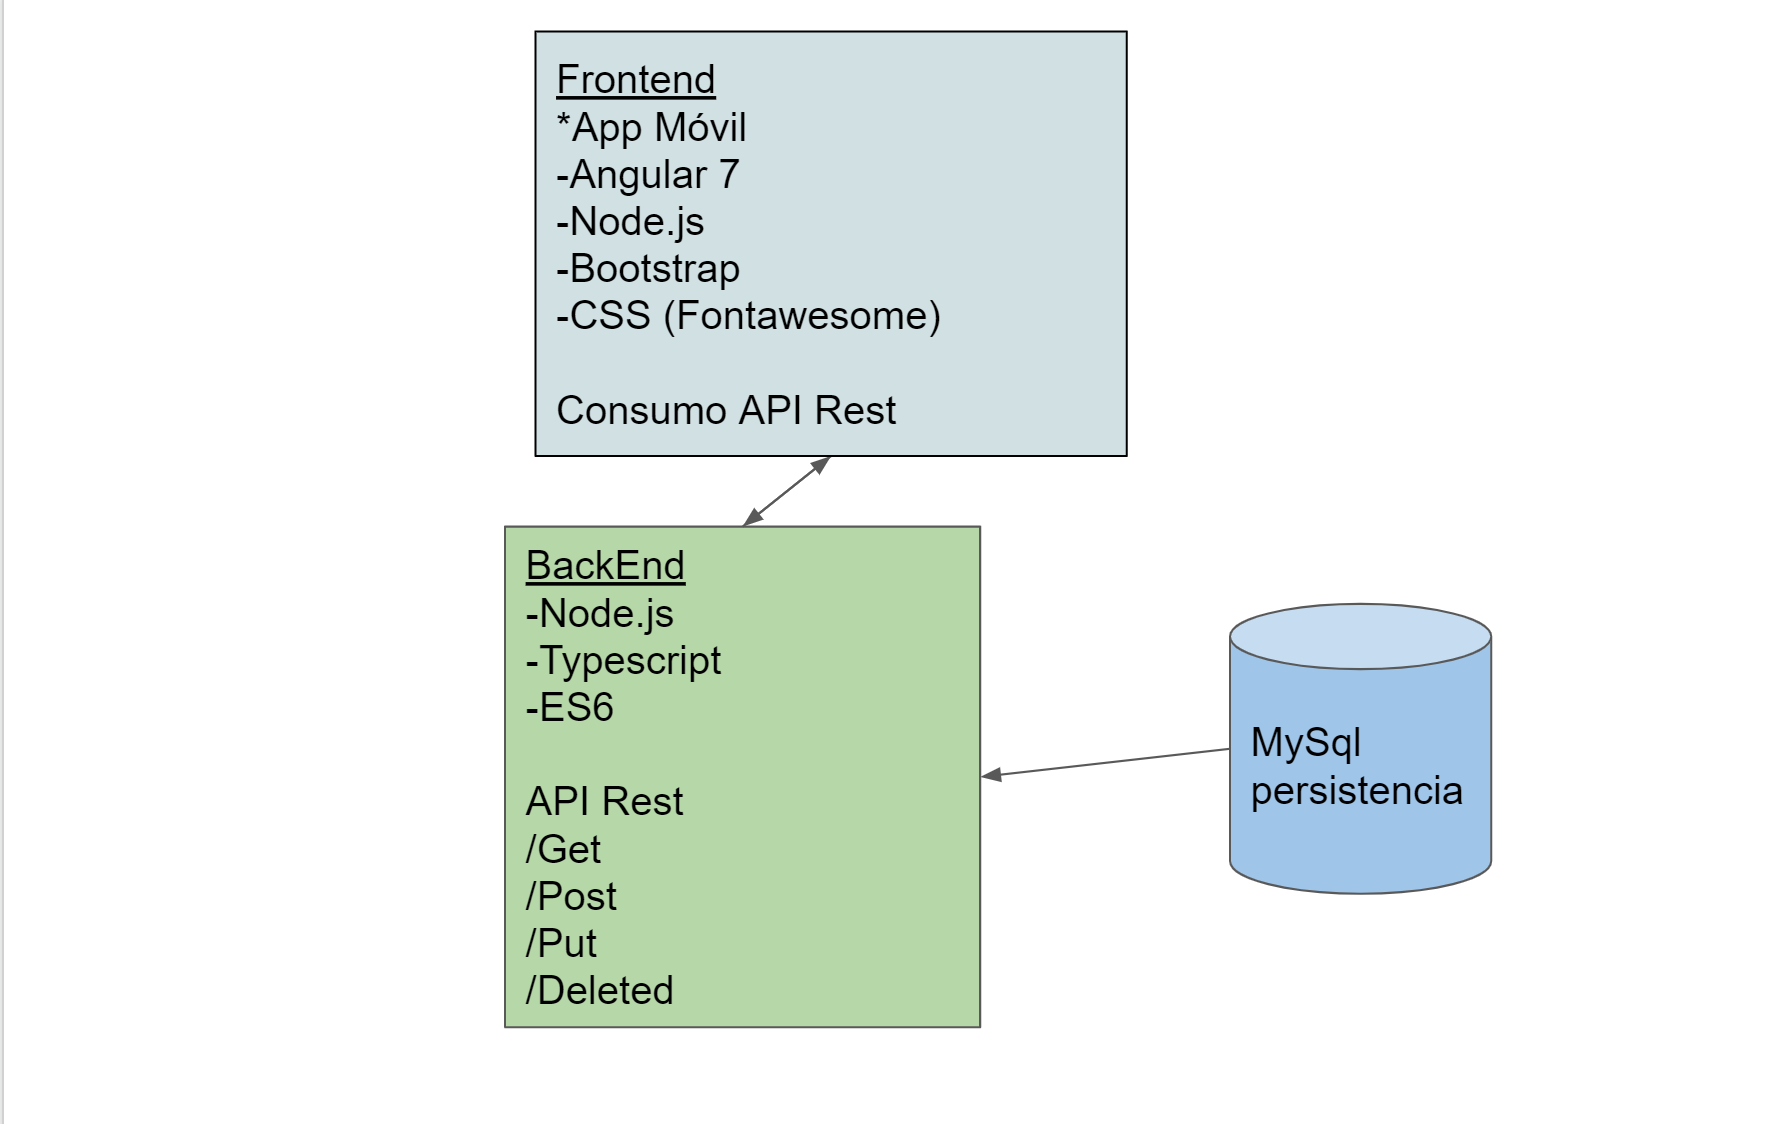 Frontend
*App Móvil
-Angular 7
-Node.js
-Bootstrap
-CSS (Fontawesome)
Consumo API Rest
BackEnd
-Node.js
-Typescript
-ES6
API Rest
/Get
/Post
/Put
/Deleted
MySql
persistencia